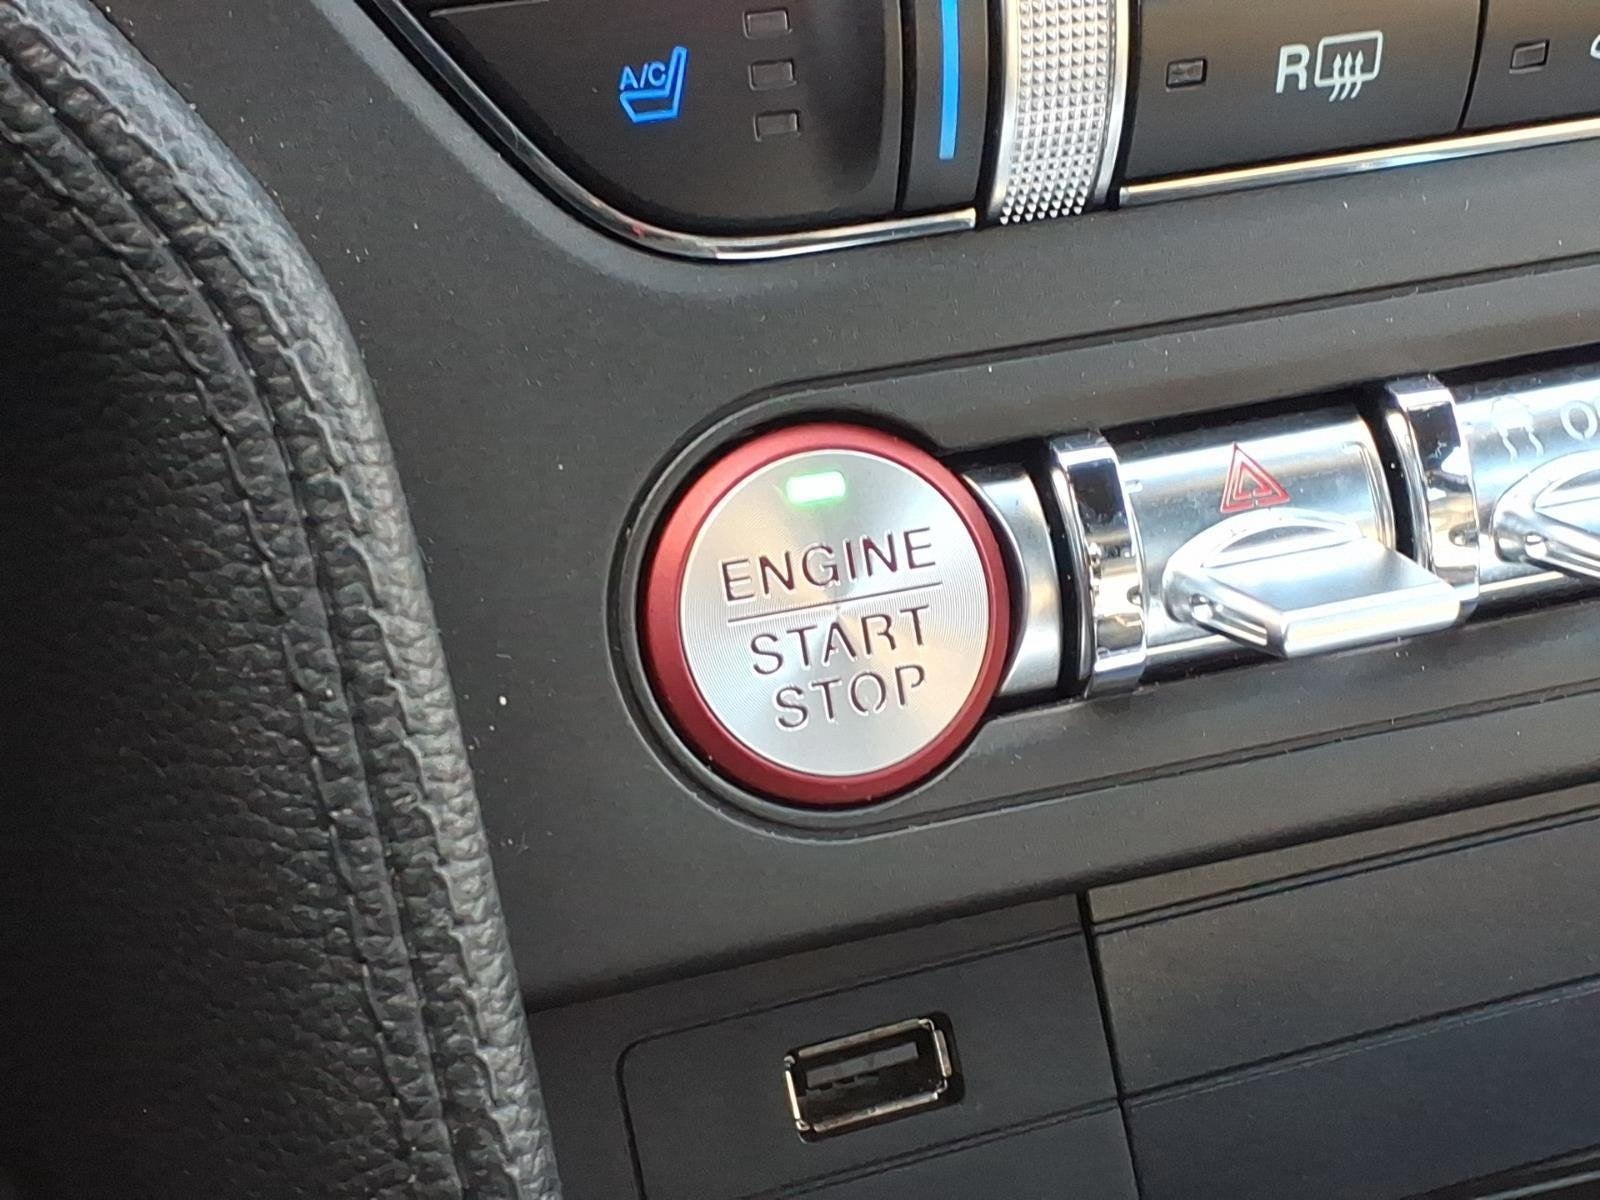 A/C
R
ENGINE
START
STOP